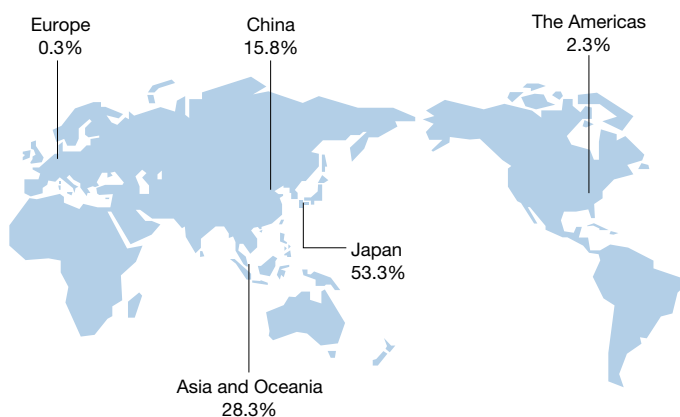 Europe
0.3%
China
15.8%
The Americas
2.3%
Japan
53.3%
Asia and Oceania
28.3%